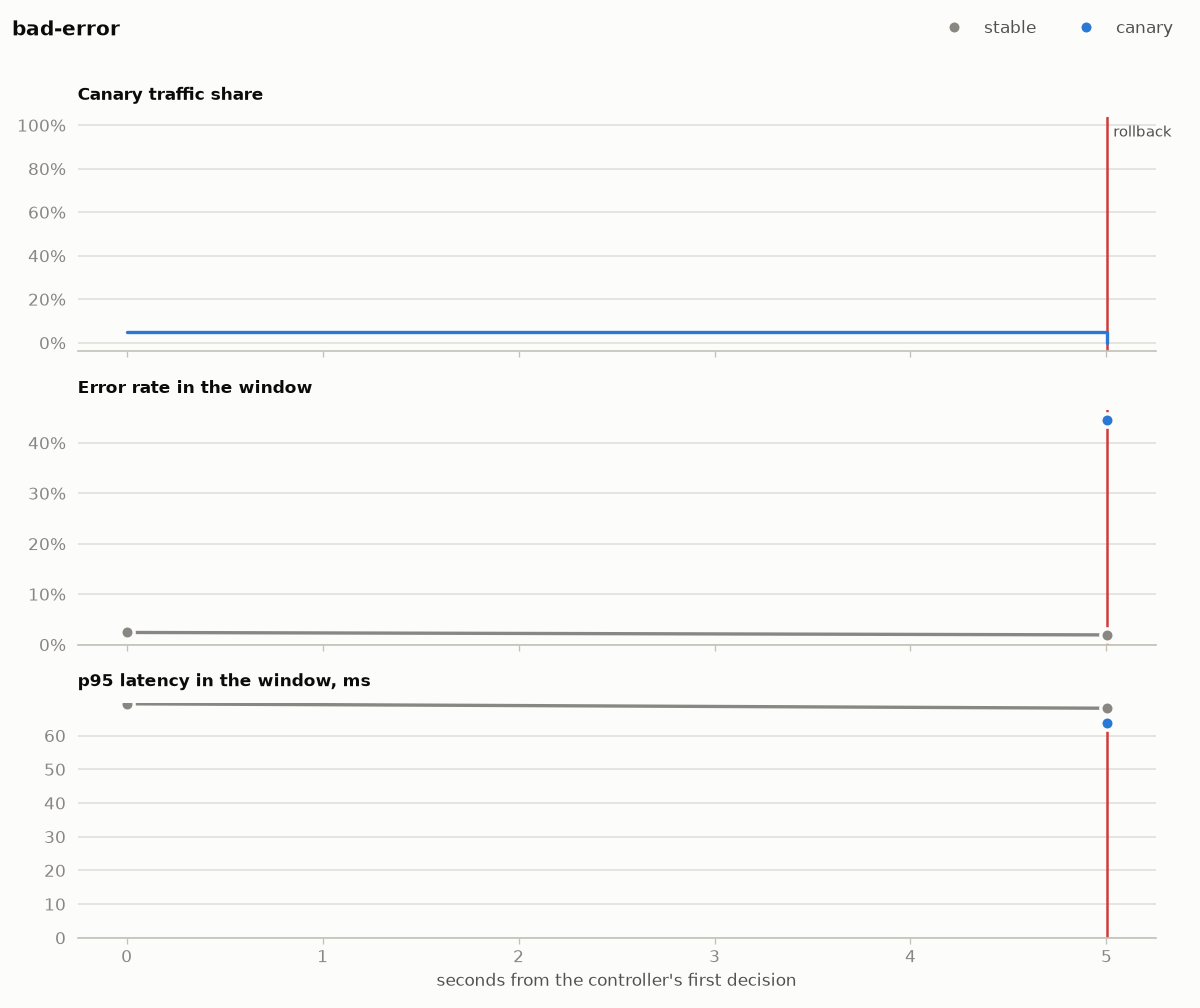 bad-error
stable
canary
Canary traffic share
100%
rollback
80%
60%
40%
20%
0%
Error rate in the window
40%
30%
20%
10%
0%
p95 latency in the window, ms
60
50
40
30
20
10
0
0 1 2 3 4 5
seconds from the controller's first decision